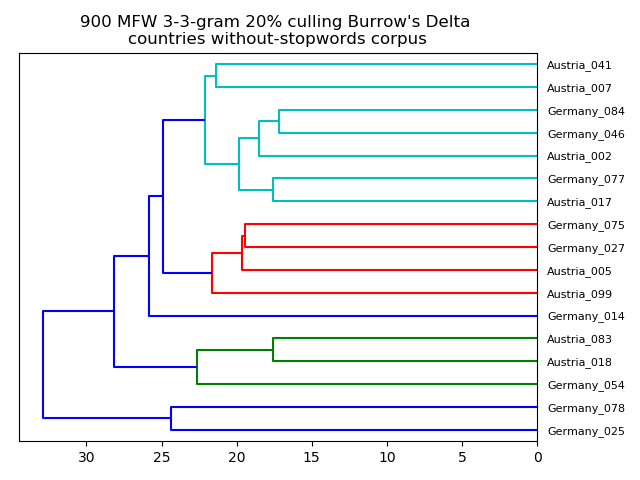 900 MFW 3-3-gram 20% culling Burrow's Delta
countries without-stopwords corpus
Austria_041
Austria_007
Germany_084
Germany_046
Austria_002
Germany_077
Austria_017
Germany_075
Germany_027
Austria_005
Austria_099
Germany_014
Austria_083
Austria_018
Germany_054
Germany_078
Germany_025
30 25 20 15 10 5 0